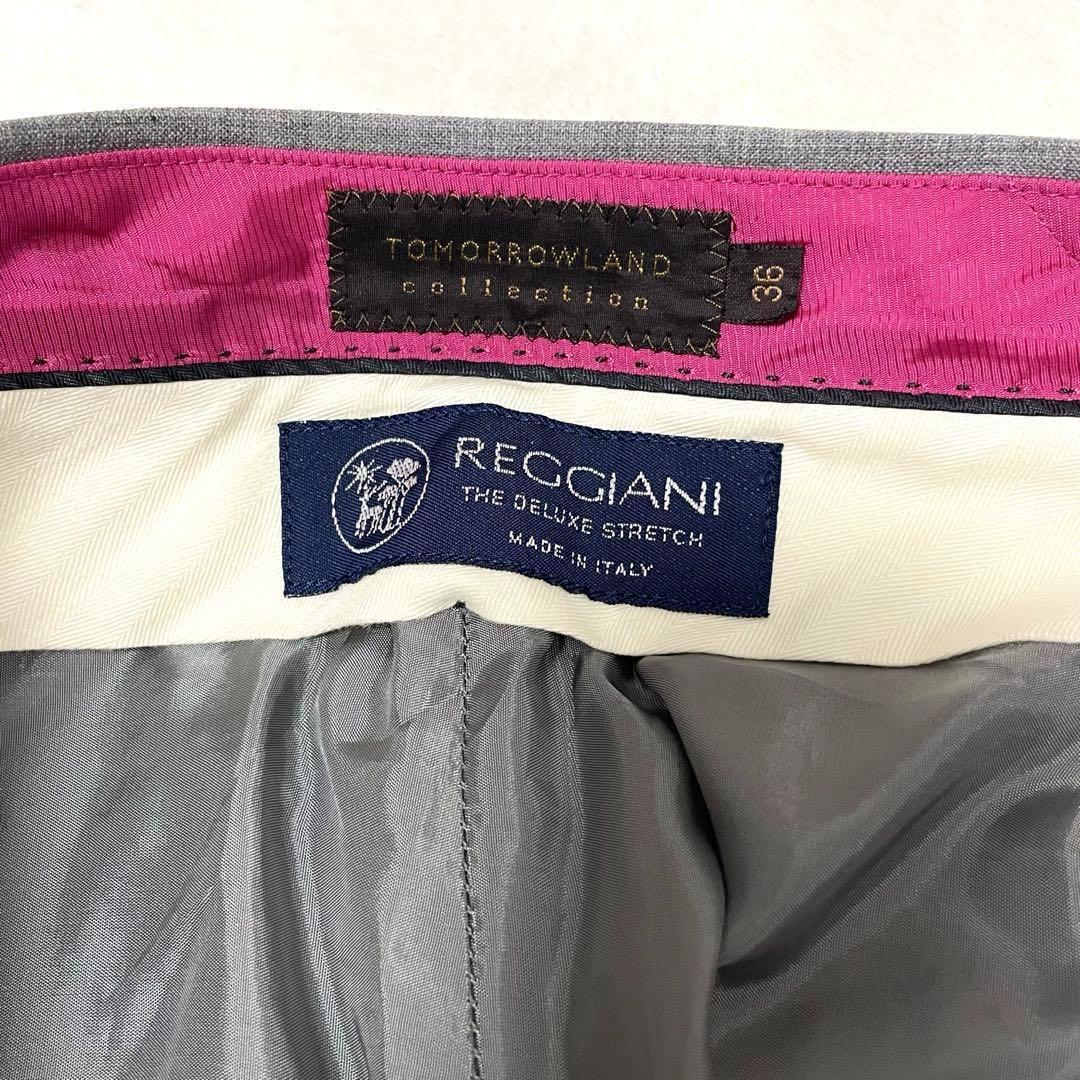 TOMORROWLAND
collection
36
REGGIANI
THE DELUXE STRETCH
MADE IN ITALY